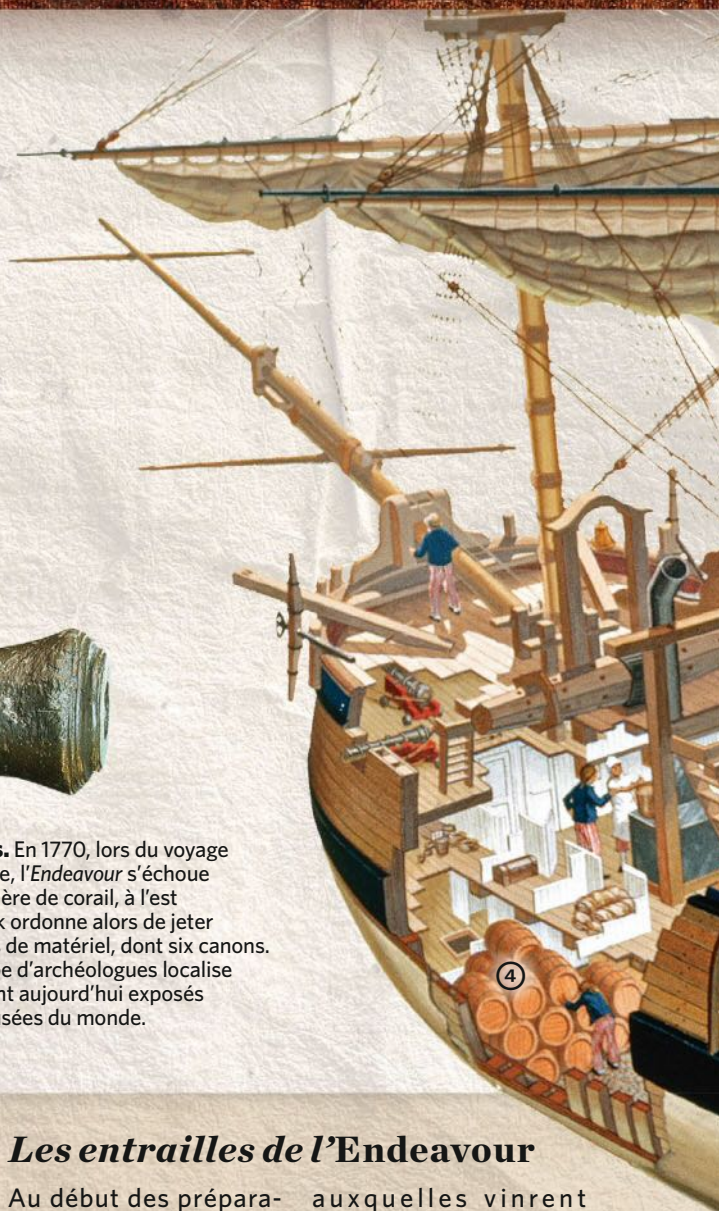 s. En 1770, lors du voyage
e, l'Endeavour s'échoue
ère de corail, à l'est
k ordonne alors de jeter
s de matériel, dont six canons.
e d'archéologues localise
nt aujourd'hui exposés
sées du monde.
4
Les entrailles de l'Endeavour
Au début des prépara- auxquelles vinrent